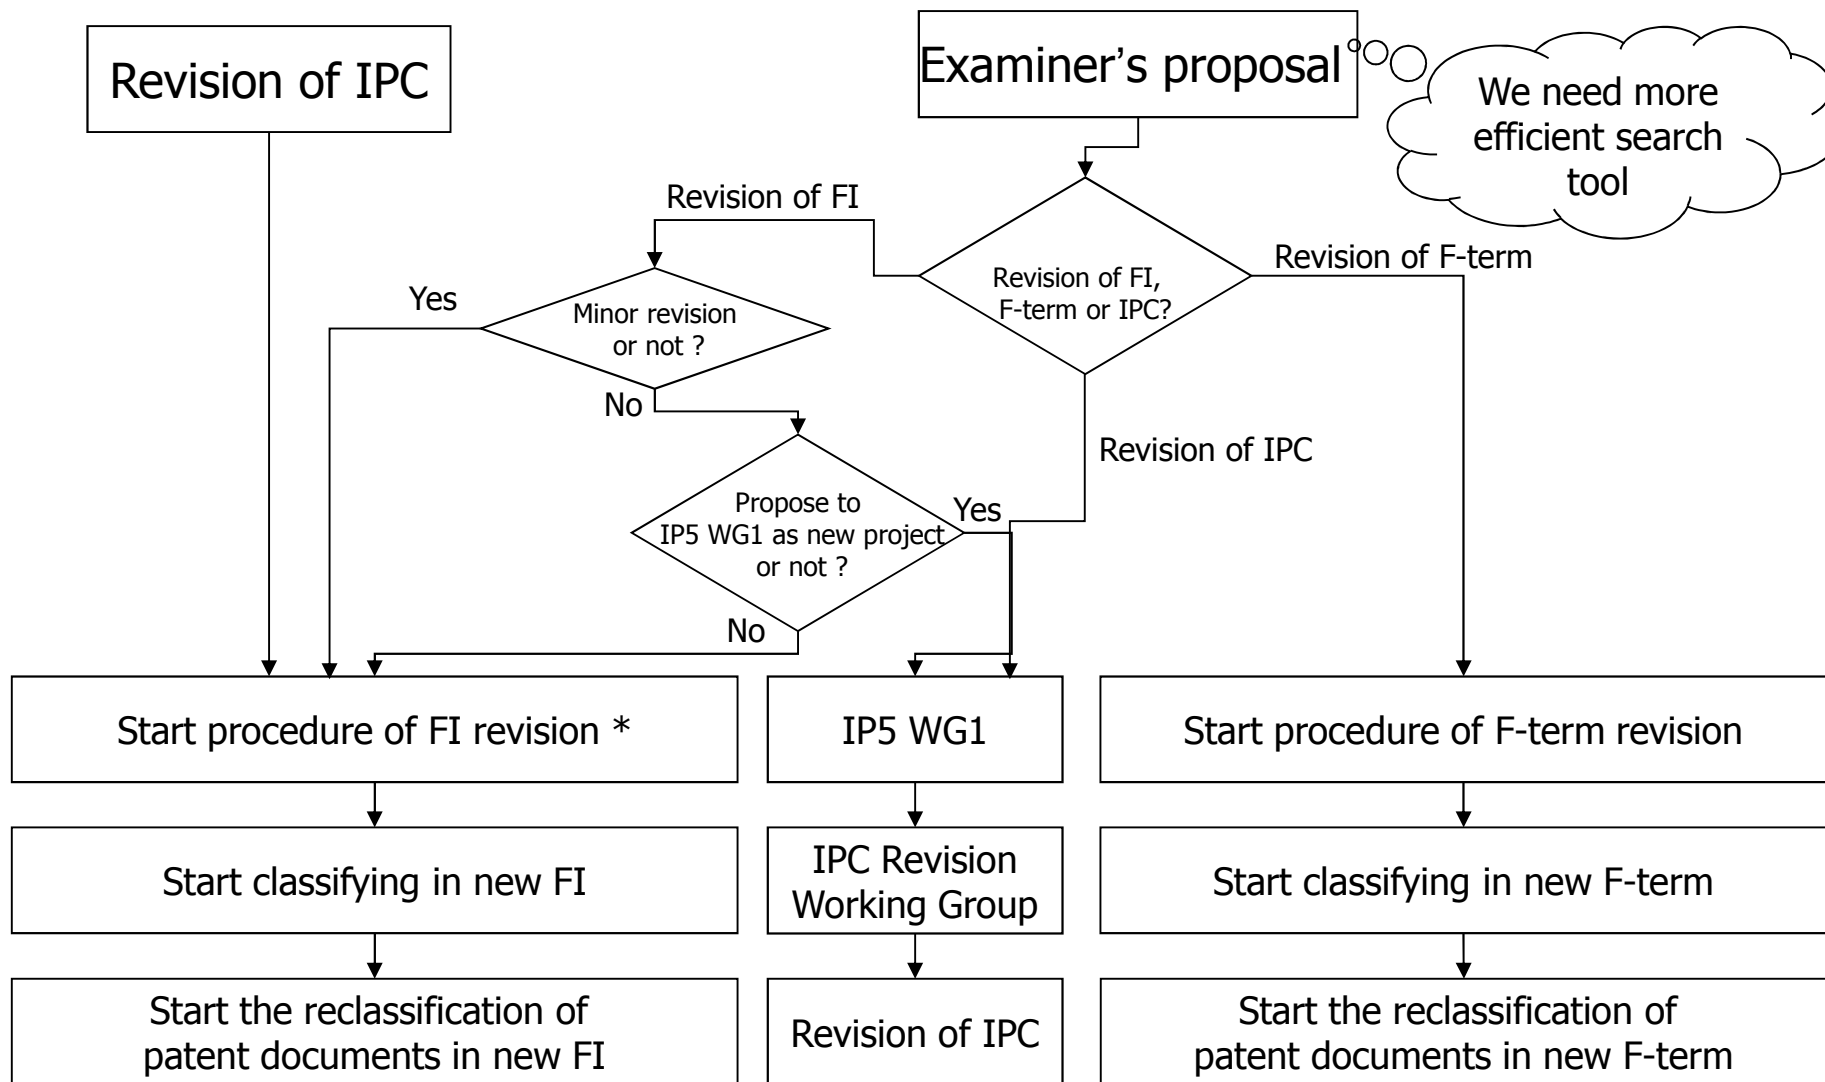 Revision of IPC
Examiner’s proposal
We need more
efficient search
tool
Revision of FI
Revision of F-term
Revision of FI,
F-term or IPC?
Yes
Minor revision
or not ?
No
Revision of IPC
Propose to
IP5 WG1 as new project
or not ?
Yes
No
Start procedure of FI revision *
IP5 WG1
Start procedure of F-term revision
Start classifying in new FI
IPC Revision
Working Group
Start classifying in new F-term
Start the reclassification of
patent documents in new FI
Revision of IPC
Start the reclassification of
patent documents in new F-term